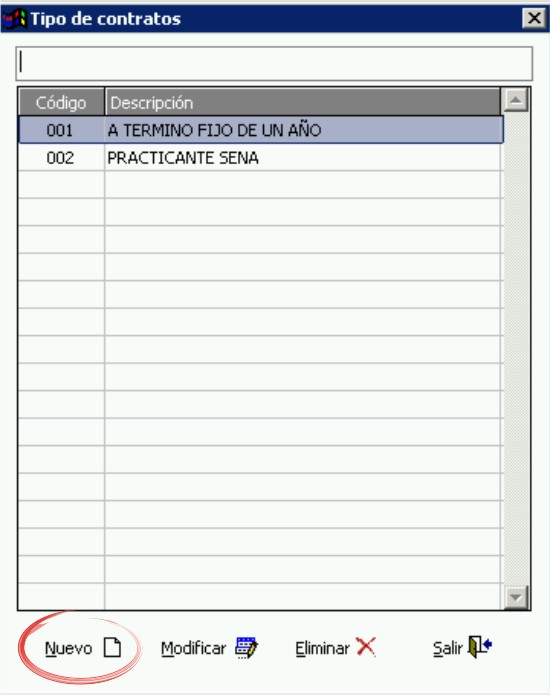 Tipo de contratos
Código Descripción
001 A TERMINO FIJO DE UN AÑO
002 PRACTICANTE SENA
Nuevo Modificar Eliminar Salir